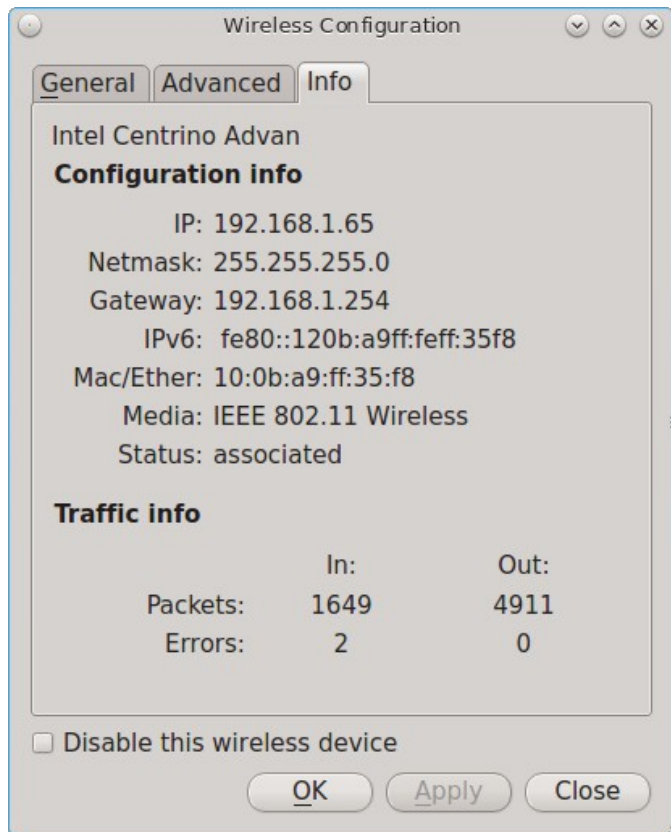 Wireless Configuration
General Advanced Info
Intel Centrino Advan
Configuration info
IP: 192.168.1.65
Netmask: 255.255.255.0
Gateway: 192.168.1.254
IPv6: fe80::120b:a9ff:feff:35f8
Mac/Ether: 10:0b:a9:ff:35:f8
Media: IEEE 802.11 Wireless
Status: associated
Traffic info
In: Out:
Packets: 1649 4911
Errors: 2 0
Disable this wireless device
OK Apply Close